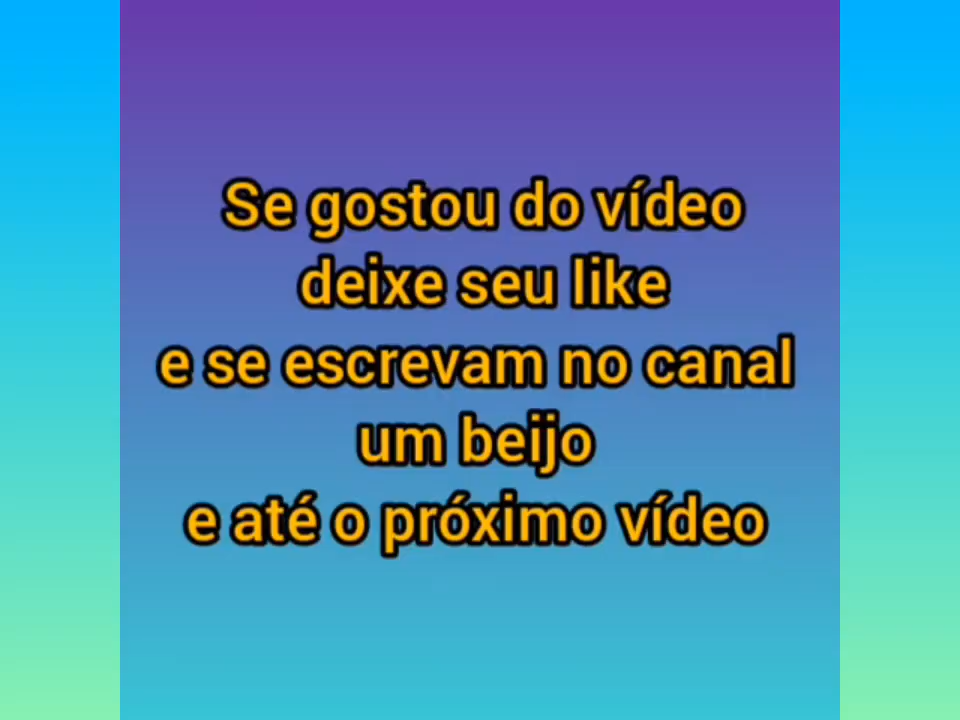 Se gostou do vídeo
deixe seu like
e se escrevam no canal
um beijo
e até o próximo vídeo